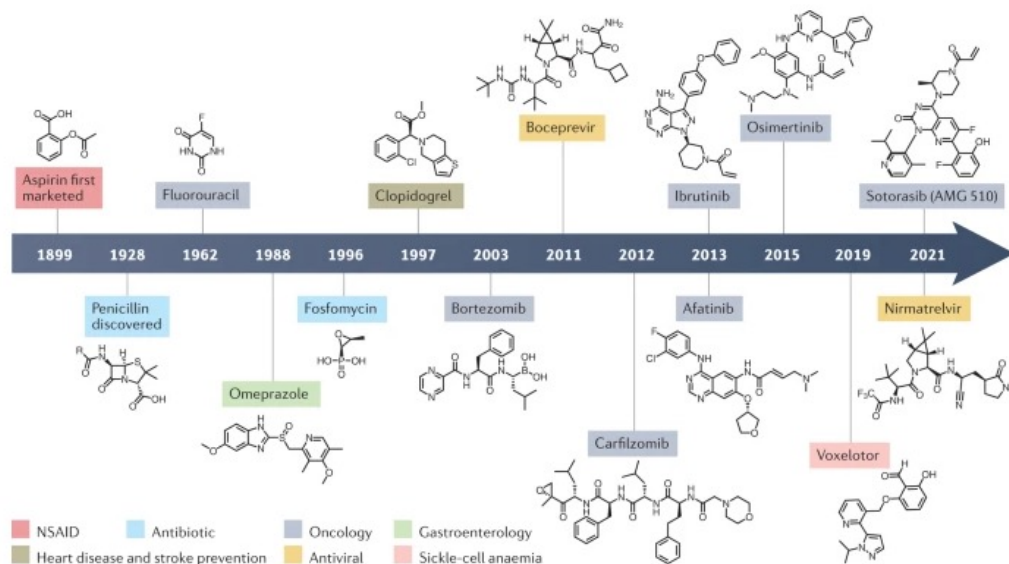 Aspirin first
marketed
Fluorouracil
Clopidogrel
Boceprevir
Ibrutinib
Osimertinib
Sotorasib (AMG 510)
1899 1928 1962 1988 1996 1997 2003 2011 2012 2013 2015 2019 2021
Penicillin
discovered
Omeprazole
Fosfomycin
Bortezomib
Carfilzomib
Afatinib
Voxelotor
Nirmatrelvir
NSAID Antibiotic Oncology Gastroenterology
Heart disease and stroke prevention Antiviral Sickle-cell anaemia